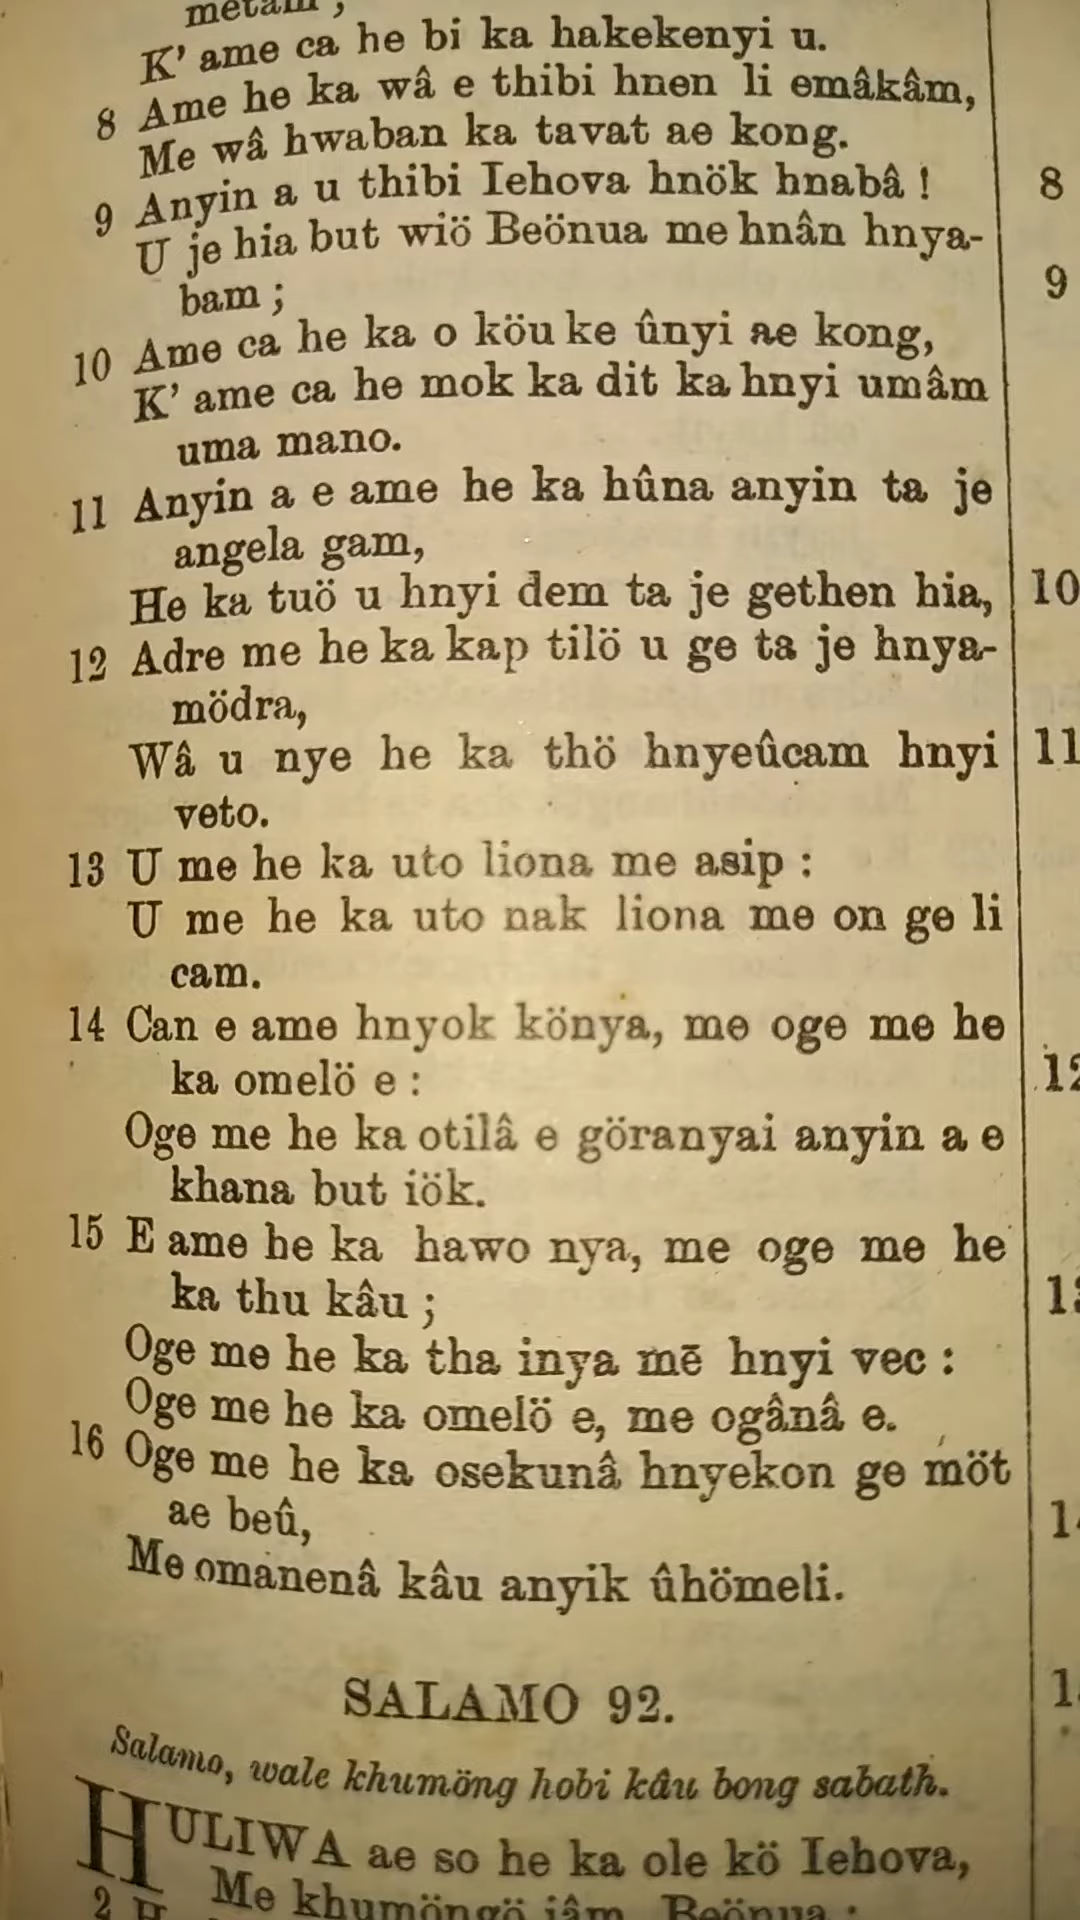 metam ;
K’ ame ca he bi ka hakekenyi u.
8 Ame he ka wâ e thibi hnen li emâkâm,
Me wâ hwaban ka tavat ae kong.
9 Anyin a u thibi Iehova hnök hnabâ !
U je hia but wiö Beönua me hnân hnya-
bam ;
10 Ame ca he ka o köu ke ûnyi ae kong,
K’ ame ca he mok ka dit ka hnyi umâm
uma mano.
11 Anyin a e ame he ka hûna anyin ta je
angela gam,
He ka tuö u hnyi dem ta je gethen hia,
12 Adre me he ka kap tilö u ge ta je hnya-
mödra,
Wâ u nye he ka thö hnyeûcam hnyi
veto.
13 U me he ka uto liona me asip :
U me he ka uto nak liona me on ge li
cam.
14 Can e ame hnyok könya, me oge me he
ka omelö e :
Oge me he ka otilâ e göranyai anyin a e
khana but iök.
15 E ame he ka hawo nya, me oge me he
ka thu kâu ;
Oge me he ka tha inya mē hnyi vec :
Oge me he ka omelö e, me ogânâ e.
16 Oge me he ka osekunâ hnyekon ge möt
ae beû,
Me omanenâ kâu anyik ûhömeli.
SALAMO 92.
Salamo, wale khumöng hobi kâu bong sabath.
HULIWA ae so he ka ole kö Iehova,
Me khumöngö iâm Beönua :
2 H
8
9
10
11
12
13
14